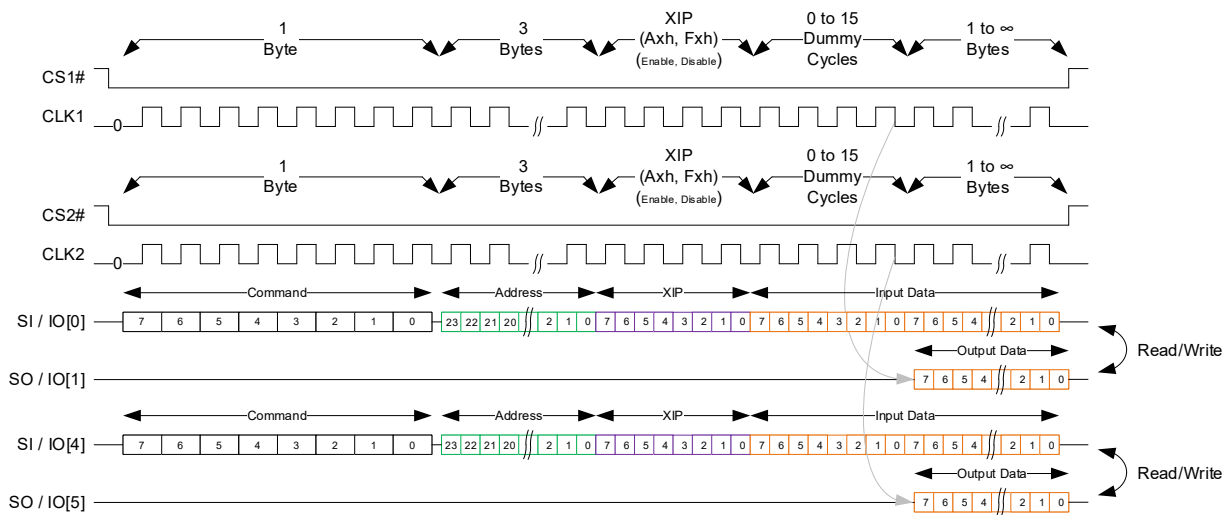 1
Byte
3
Bytes
XIP
(Axh, Fxh)
(Enable, Disable)
0 to 15
Dummy
Cycles
1 to ∞
Bytes
CS1#
CLK1
0
1
Byte
3
Bytes
XIP
(Axh, Fxh)
(Enable, Disable)
0 to 15
Dummy
Cycles
1 to ∞
Bytes
CS2#
CLK2
0
Command Address XIP Input Data
SI / IO[0] 7 6 5 4 3 2 1 0 23 22 21 20 2 1 0 7 6 5 4 3 2 1 0 7 6 5 4 3 2 1 0 7 6 5 4 2 1 0
Read/Write
Output Data
SO / IO[1] 7 6 5 4 2 1 0
Command Address XIP Input Data
SI / IO[4] 7 6 5 4 3 2 1 0 23 22 21 20 2 1 0 7 6 5 4 3 2 1 0 7 6 5 4 3 2 1 0 7 6 5 4 2 1 0
Read/Write
Output Data
SO / IO[5] 7 6 5 4 2 1 0